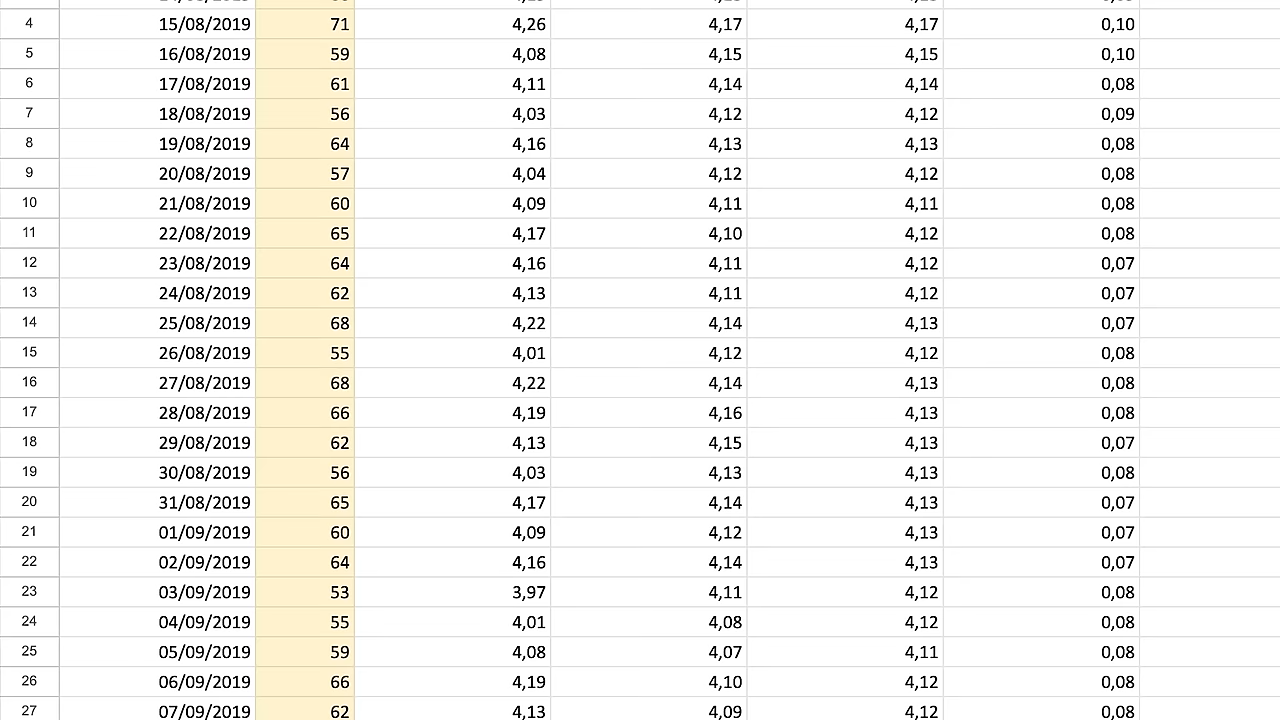 4 15/08/2019 71 4,26 4,17 4,17 0,10
5 16/08/2019 59 4,08 4,15 4,15 0,10
6 17/08/2019 61 4,11 4,14 4,14 0,08
7 18/08/2019 56 4,03 4,12 4,12 0,09
8 19/08/2019 64 4,16 4,13 4,13 0,08
9 20/08/2019 57 4,04 4,12 4,12 0,08
10 21/08/2019 60 4,09 4,11 4,11 0,08
11 22/08/2019 65 4,17 4,10 4,12 0,08
12 23/08/2019 64 4,16 4,11 4,12 0,07
13 24/08/2019 62 4,13 4,11 4,12 0,07
14 25/08/2019 68 4,22 4,14 4,13 0,07
15 26/08/2019 55 4,01 4,12 4,12 0,08
16 27/08/2019 68 4,22 4,14 4,13 0,08
17 28/08/2019 66 4,19 4,16 4,13 0,08
18 29/08/2019 62 4,13 4,15 4,13 0,07
19 30/08/2019 56 4,03 4,13 4,13 0,08
20 31/08/2019 65 4,17 4,14 4,13 0,07
21 01/09/2019 60 4,09 4,12 4,13 0,07
22 02/09/2019 64 4,16 4,14 4,13 0,07
23 03/09/2019 53 3,97 4,11 4,12 0,08
24 04/09/2019 55 4,01 4,08 4,12 0,08
25 05/09/2019 59 4,08 4,07 4,11 0,08
26 06/09/2019 66 4,19 4,10 4,12 0,08
27 07/09/2019 62 4,13 4,09 4,12 0,08